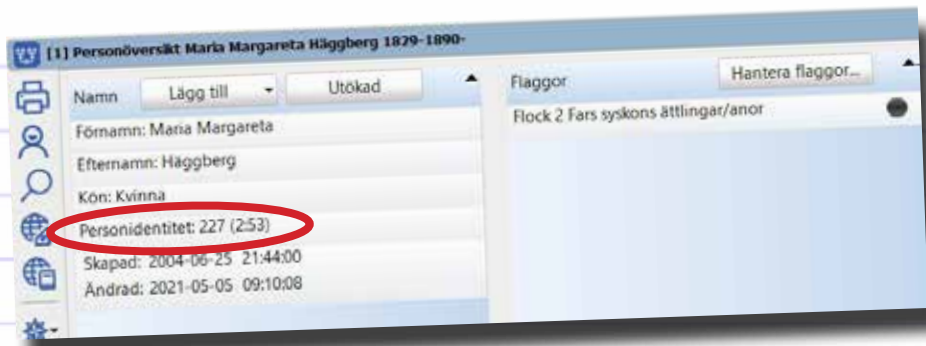 [1] Personöversikt Maria Margareta Häggberg 1829-1890-
Namn Lägg till Utökad
Förnamn: Maria Margareta
Efternamn: Häggberg
Kön: Kvinna
Personidentitet: 227 (2:53)
Skapad: 2004-06-25 21:44:00
Ändrad: 2021-05-05 09:10:08
Flaggor Hantera flaggor...
Flock 2 Fars syskons ättlingar/anor